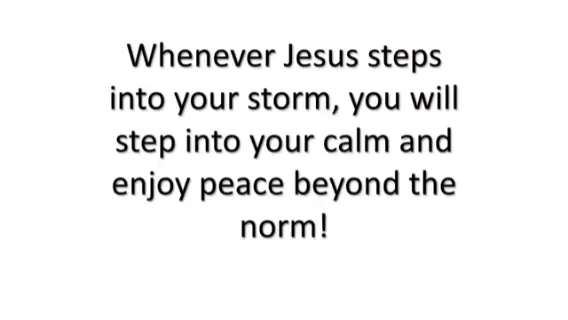 Whenever Jesus steps
into your storm, you will
step into your calm and
enjoy peace beyond the
norm!